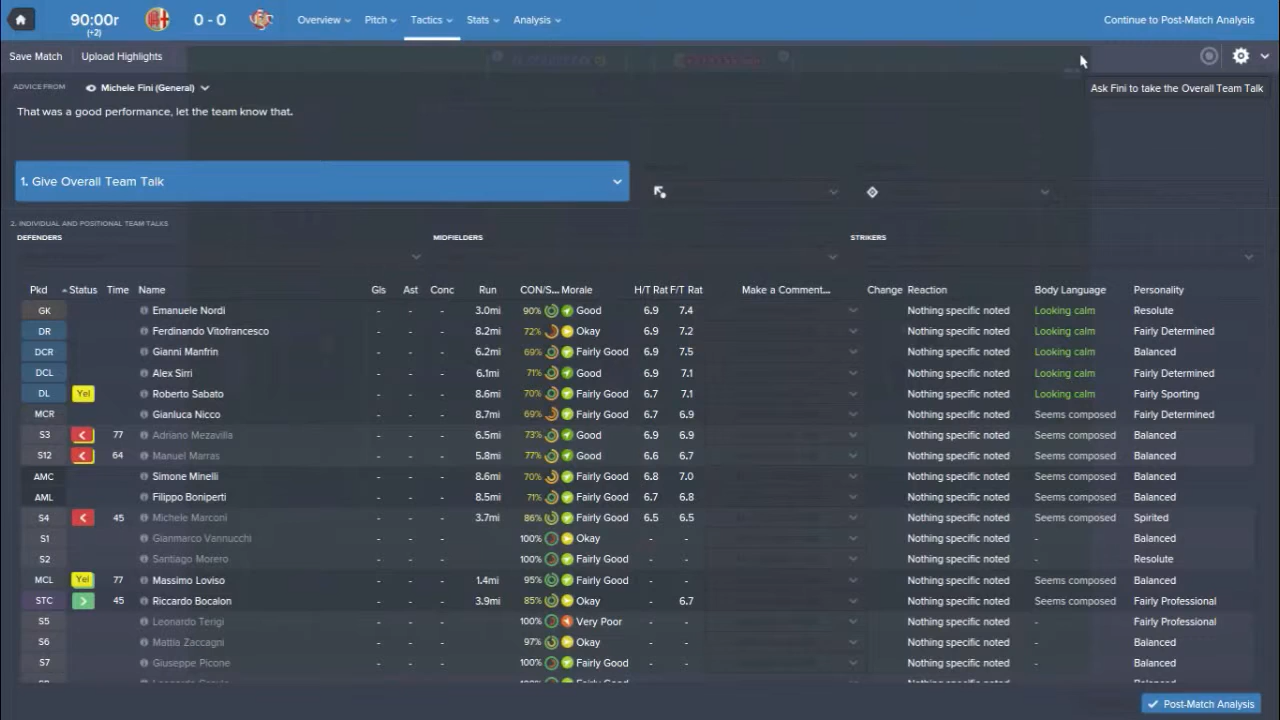 90:00r
(+2)
0 - 0
Overview
Pitch
Tactics
Stats
Analysis
Continue to Post-Match Analysis
Save Match
Upload Highlights
ADVICE FROM
Michele Fini (General)
Ask Fini to take the Overall Team Talk
That was a good performance, let the team know that.
1. Give Overall Team Talk
2. INDIVIDUAL AND POSITIONAL TEAM TALKS
DEFENDERS MIDFIELDERS STRIKERS
Pkd Status Time Name Gls Ast Conc Run CON/S... Morale H/T Rat F/T Rat Make a Comment... Change Reaction Body Language Personality
GK Emanuele Nordi - - - 3.0mi 90% Good 6.9 7.4 Nothing specific noted Looking calm Resolute
DR Ferdinando Vitofrancesco - - - 8.2mi 72% Okay 6.9 7.2 Nothing specific noted Looking calm Fairly Determined
DCR Gianni Manfrin - - - 6.2mi 69% Fairly Good 6.9 7.5 Nothing specific noted Looking calm Balanced
DCL Alex Sirri - - - 6.1mi 71% Good 6.9 7.1 Nothing specific noted Looking calm Fairly Determined
DL Yel Roberto Sabato - - - 8.6mi 70% Fairly Good 6.7 7.1 Nothing specific noted Looking calm Fairly Sporting
MCR Gianluca Nicco - - - 8.7mi 69% Fairly Good 6.7 6.9 Nothing specific noted Seems composed Fairly Determined
S3 77 Adriano Mezavilla - - - 6.5mi 73% Good 6.9 6.9 Nothing specific noted Seems composed Balanced
S12 64 Manuel Marras - - - 5.8mi 77% Good 6.6 6.7 Nothing specific noted Seems composed Balanced
AMC Simone Minelli - - - 8.6mi 70% Fairly Good 6.8 7.0 Nothing specific noted Seems composed Balanced
AML Filippo Boniperti - - - 8.5mi 71% Fairly Good 6.7 6.8 Nothing specific noted Seems composed Balanced
S4 45 Michele Marconi - - - 3.7mi 86% Fairly Good 6.5 6.5 Nothing specific noted Seems composed Spirited
S1 Gianmarco Vannucchi - - - 100% Okay - - Nothing specific noted - Balanced
S2 Santiago Morero - - - 100% Fairly Good - - Nothing specific noted - Resolute
MCL Yel 77 Massimo Loviso - - - 1.4mi 95% Fairly Good - - Nothing specific noted Seems composed Balanced
STC 45 Riccardo Bocalon - - - 3.9mi 85% Okay - 6.7 Nothing specific noted Seems composed Fairly Professional
S5 Leonardo Terigi - - - 100% Very Poor - - Nothing specific noted - Fairly Professional
S6 Mattia Zaccagni - - - 97% Okay - - Nothing specific noted - Balanced
S7 Giuseppe Picone - - - 100% Fairly Good - - Nothing specific noted - Balanced
Post-Match Analysis